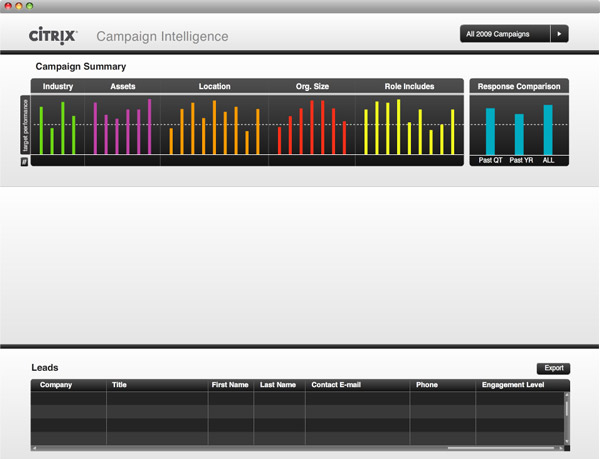 CITRIX Campaign Intelligence All 2009 Campaigns
Campaign Summary
Industry Assets Location Org. Size Role Includes Response Comparison
target performance
#
Past QT Past YR ALL
Leads Export
Company Title First Name Last Name Contact E-mail Phone Engagement Level